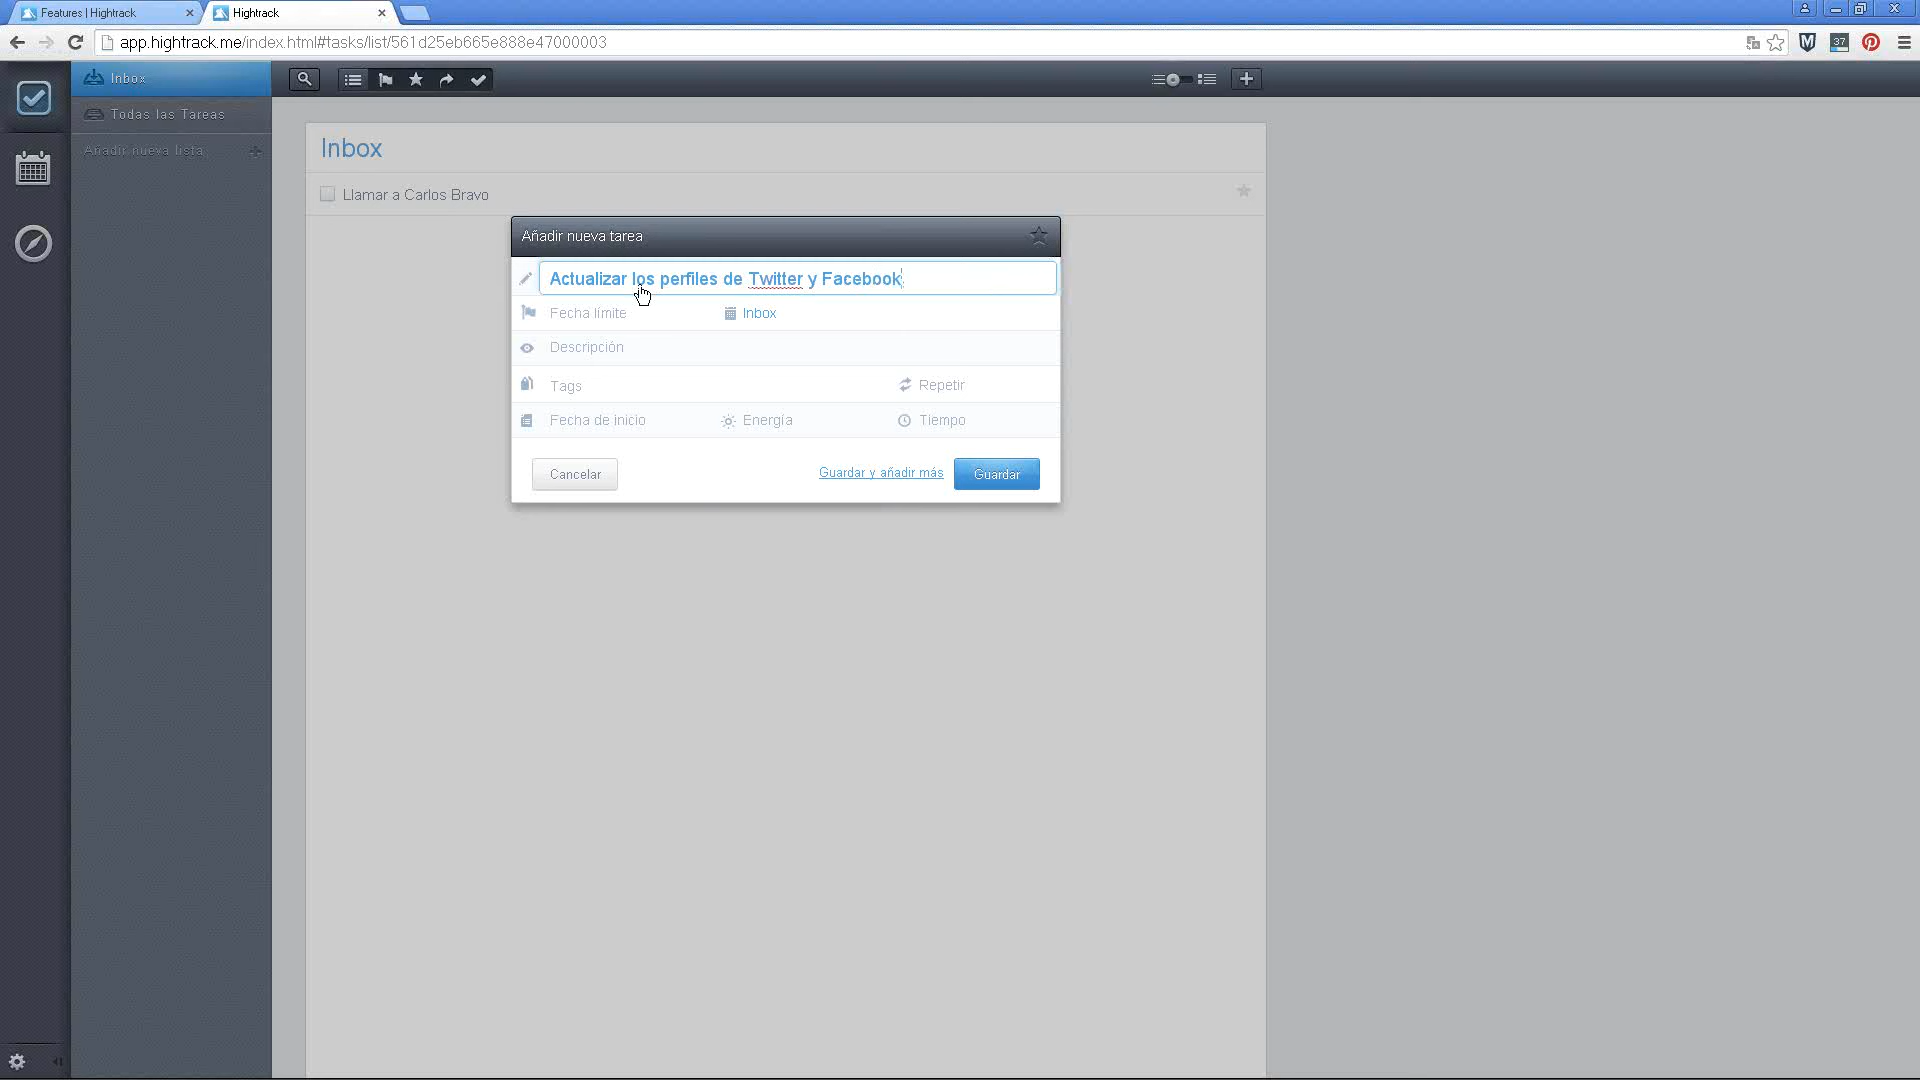 Features | Hightrack
Hightrack
app.hightrack.me/index.html#tasks/list/561d25eb665e888e47000003
37
Inbox
Todas las Tareas
Añadir nueva lista
Inbox
Llamar a Carlos Bravo
Añadir nueva tarea
Actualizar los perfiles de Twitter y Facebook
Fecha límite
Inbox
Descripción
Tags
Repetir
Fecha de inicio
Energía
Tiempo
Cancelar
Guardar y añadir más
Guardar